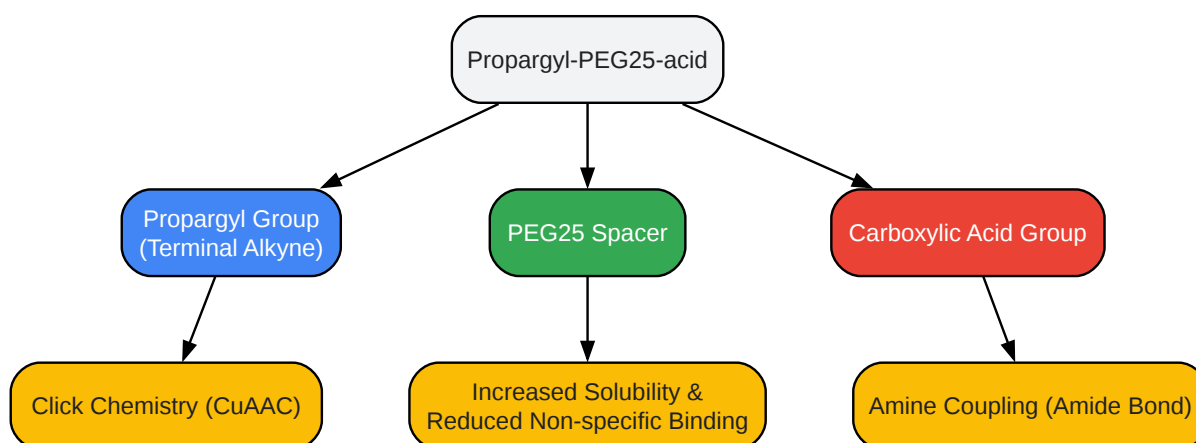 Propargyl-PEG25-acid
Propargyl Group
(Terminal Alkyne)
PEG25 Spacer
Carboxylic Acid Group
Click Chemistry (CuAAC)
Increased Solubility &
Reduced Non-specific Binding
Amine Coupling (Amide Bond)